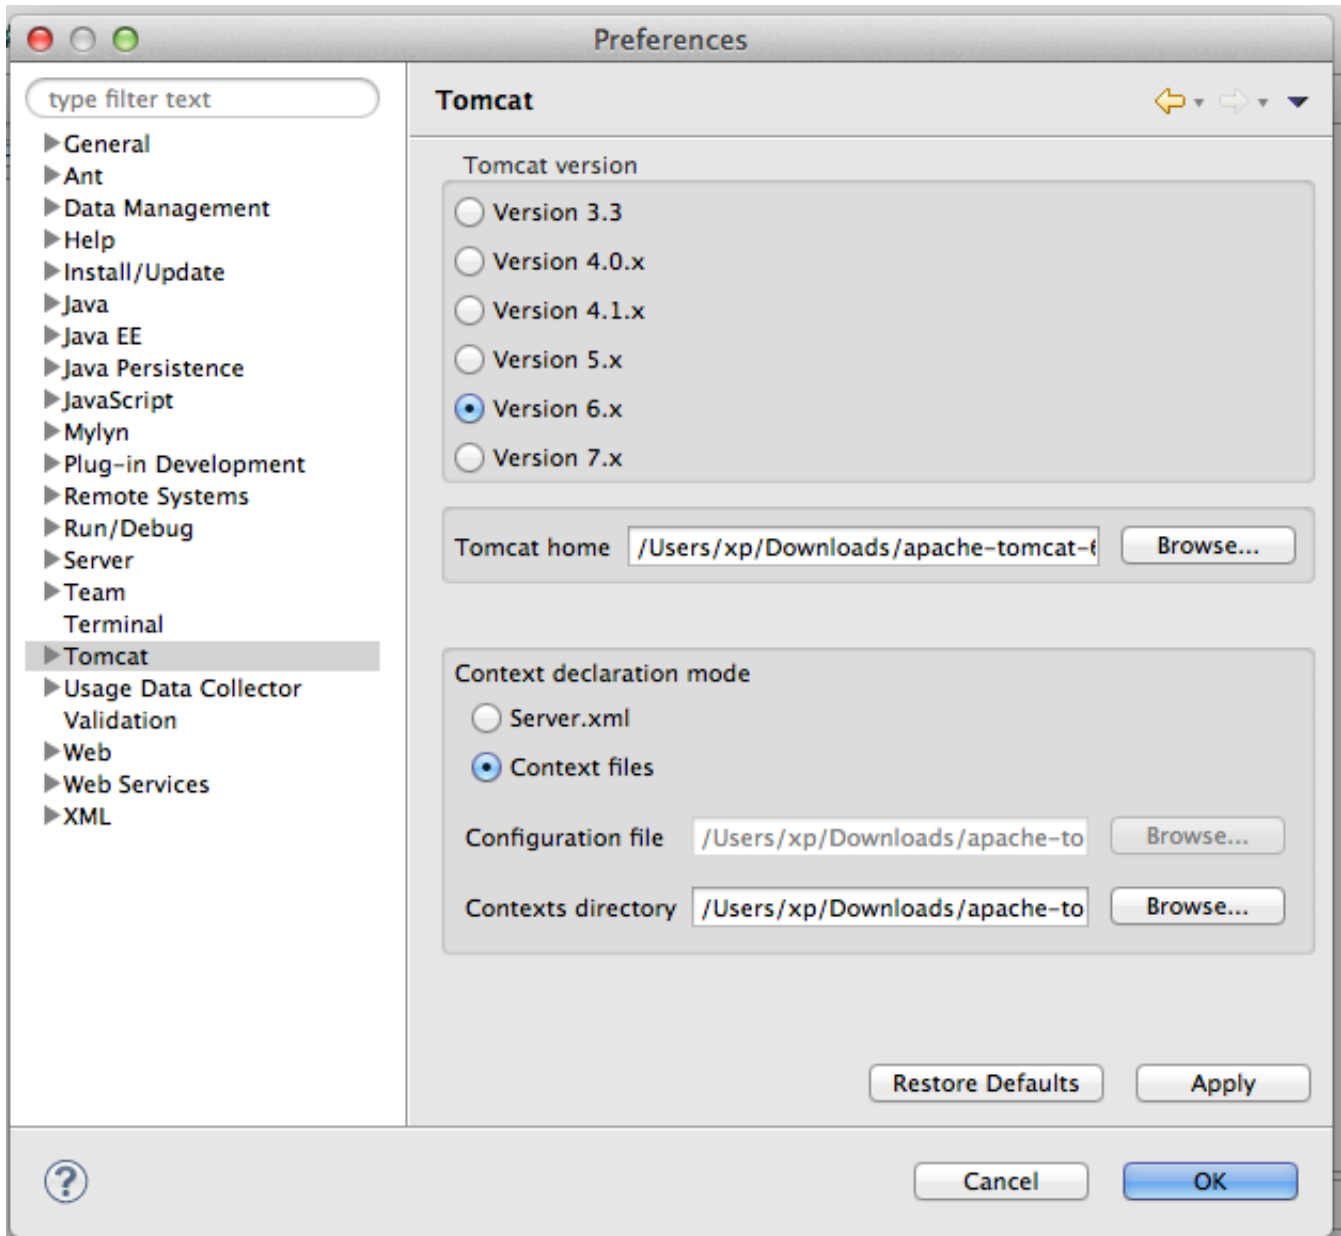 Preferences
type filter text
General
Ant
Data Management
Help
Install/Update
Java
Java EE
Java Persistence
JavaScript
Mylyn
Plug-in Development
Remote Systems
Run/Debug
Server
Team
Terminal
Tomcat
Usage Data Collector
Validation
Web
Web Services
XML
Tomcat
Tomcat version
Version 3.3
Version 4.0.x
Version 4.1.x
Version 5.x
Version 6.x
Version 7.x
Tomcat home /Users/xp/Downloads/apache-tomcat-6 Browse...
Context declaration mode
Server.xml
Context files
Configuration file /Users/xp/Downloads/apache-to Browse...
Contexts directory /Users/xp/Downloads/apache-to Browse...
Restore Defaults Apply
? Cancel OK